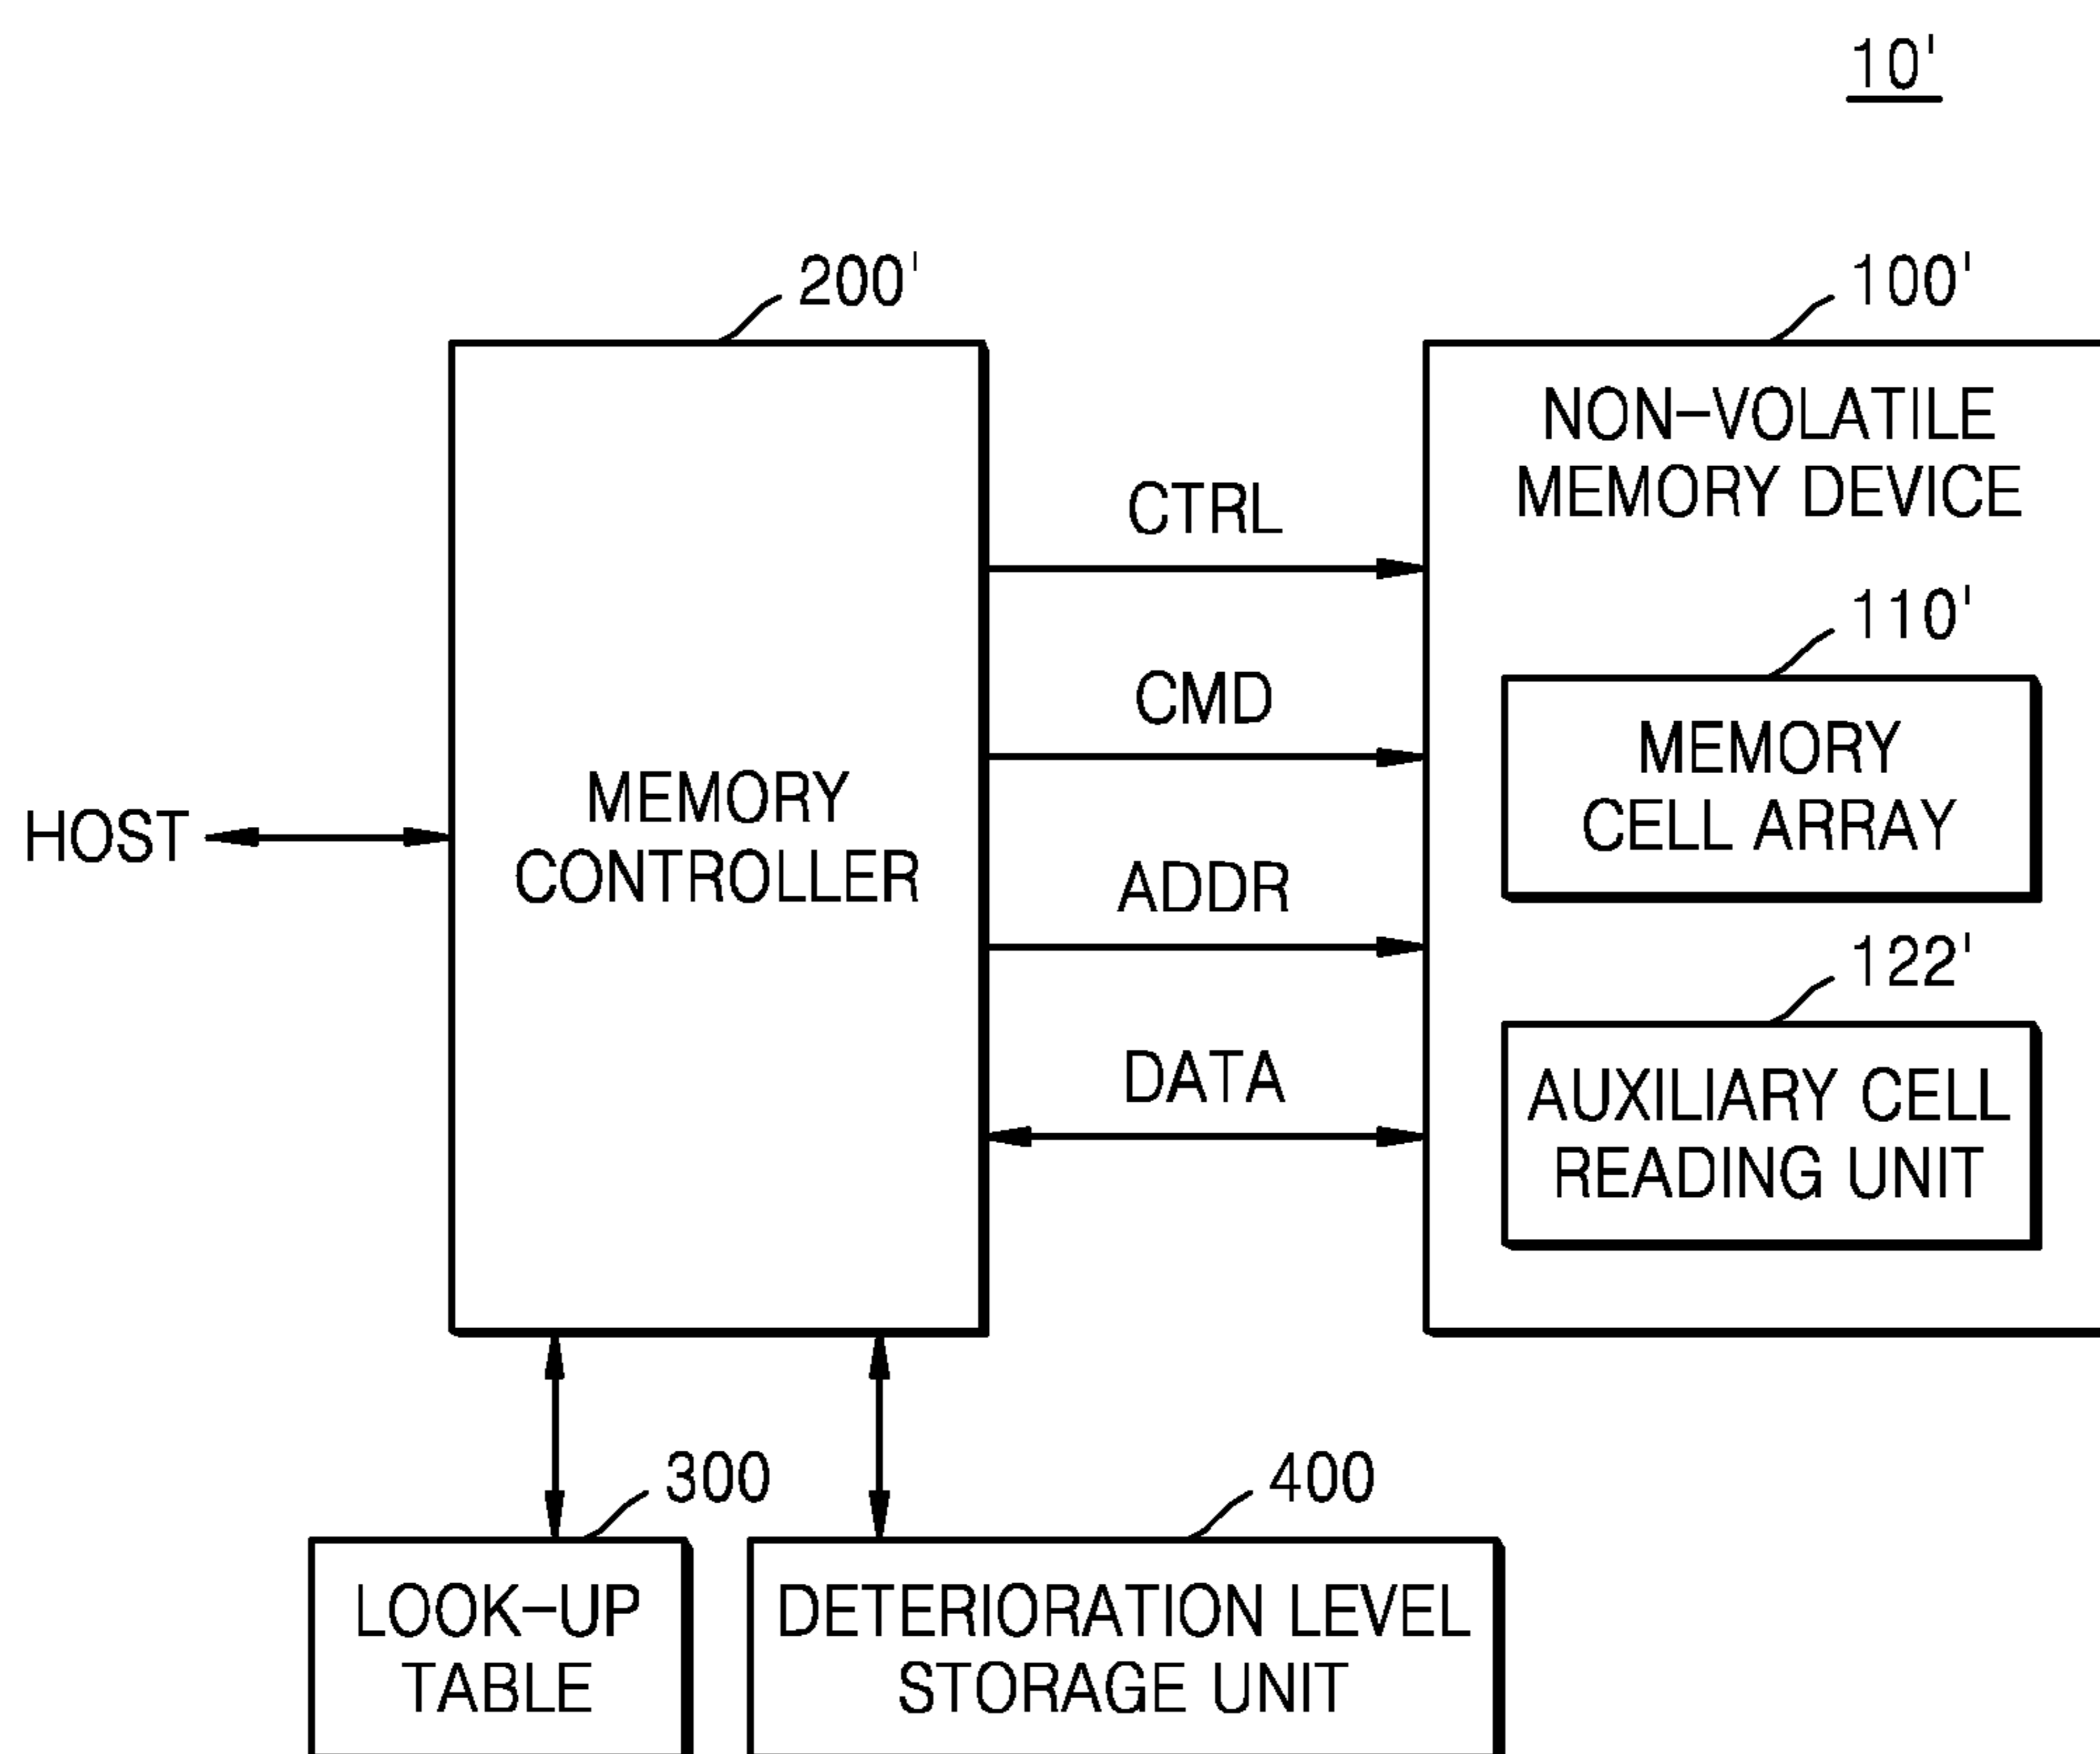 10'
200'
100'
NON-VOLATILE
MEMORY DEVICE
CTRL
110'
CMD
MEMORY
CELL ARRAY
HOST
MEMORY
CONTROLLER
ADDR
122'
DATA
AUXILIARY CELL
READING UNIT
300
400
LOOK-UP
TABLE
DETERIORATION LEVEL
STORAGE UNIT